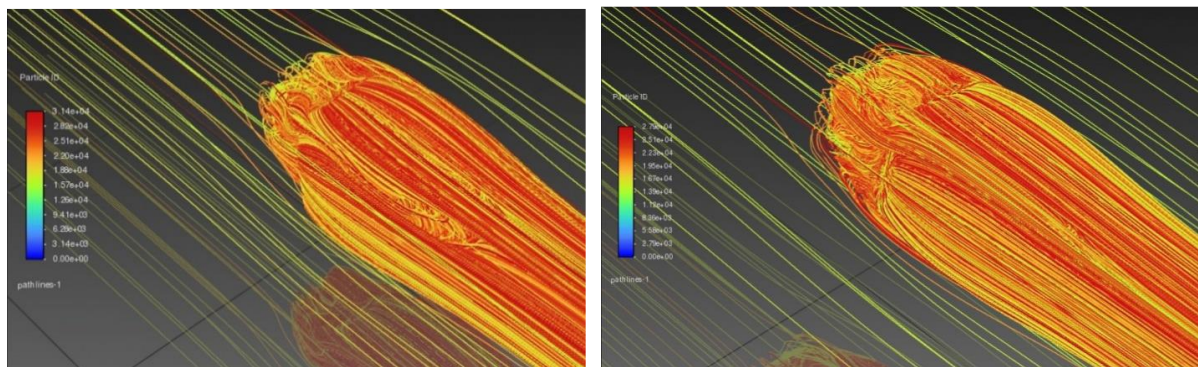 Particle ID
3.14e+04
2.82e+04
2.51e+04
2.20e+04
1.88e+04
1.57e+04
1.26e+04
9.41e+03
6.28e+03
3.14e+03
0.00e+00
pathlines-1
Particle ID
2.79e+04
2.51e+04
2.23e+04
1.95e+04
1.67e+04
1.39e+04
1.12e+04
8.36e+03
5.58e+03
2.79e+03
0.00e+00
pathlines-1